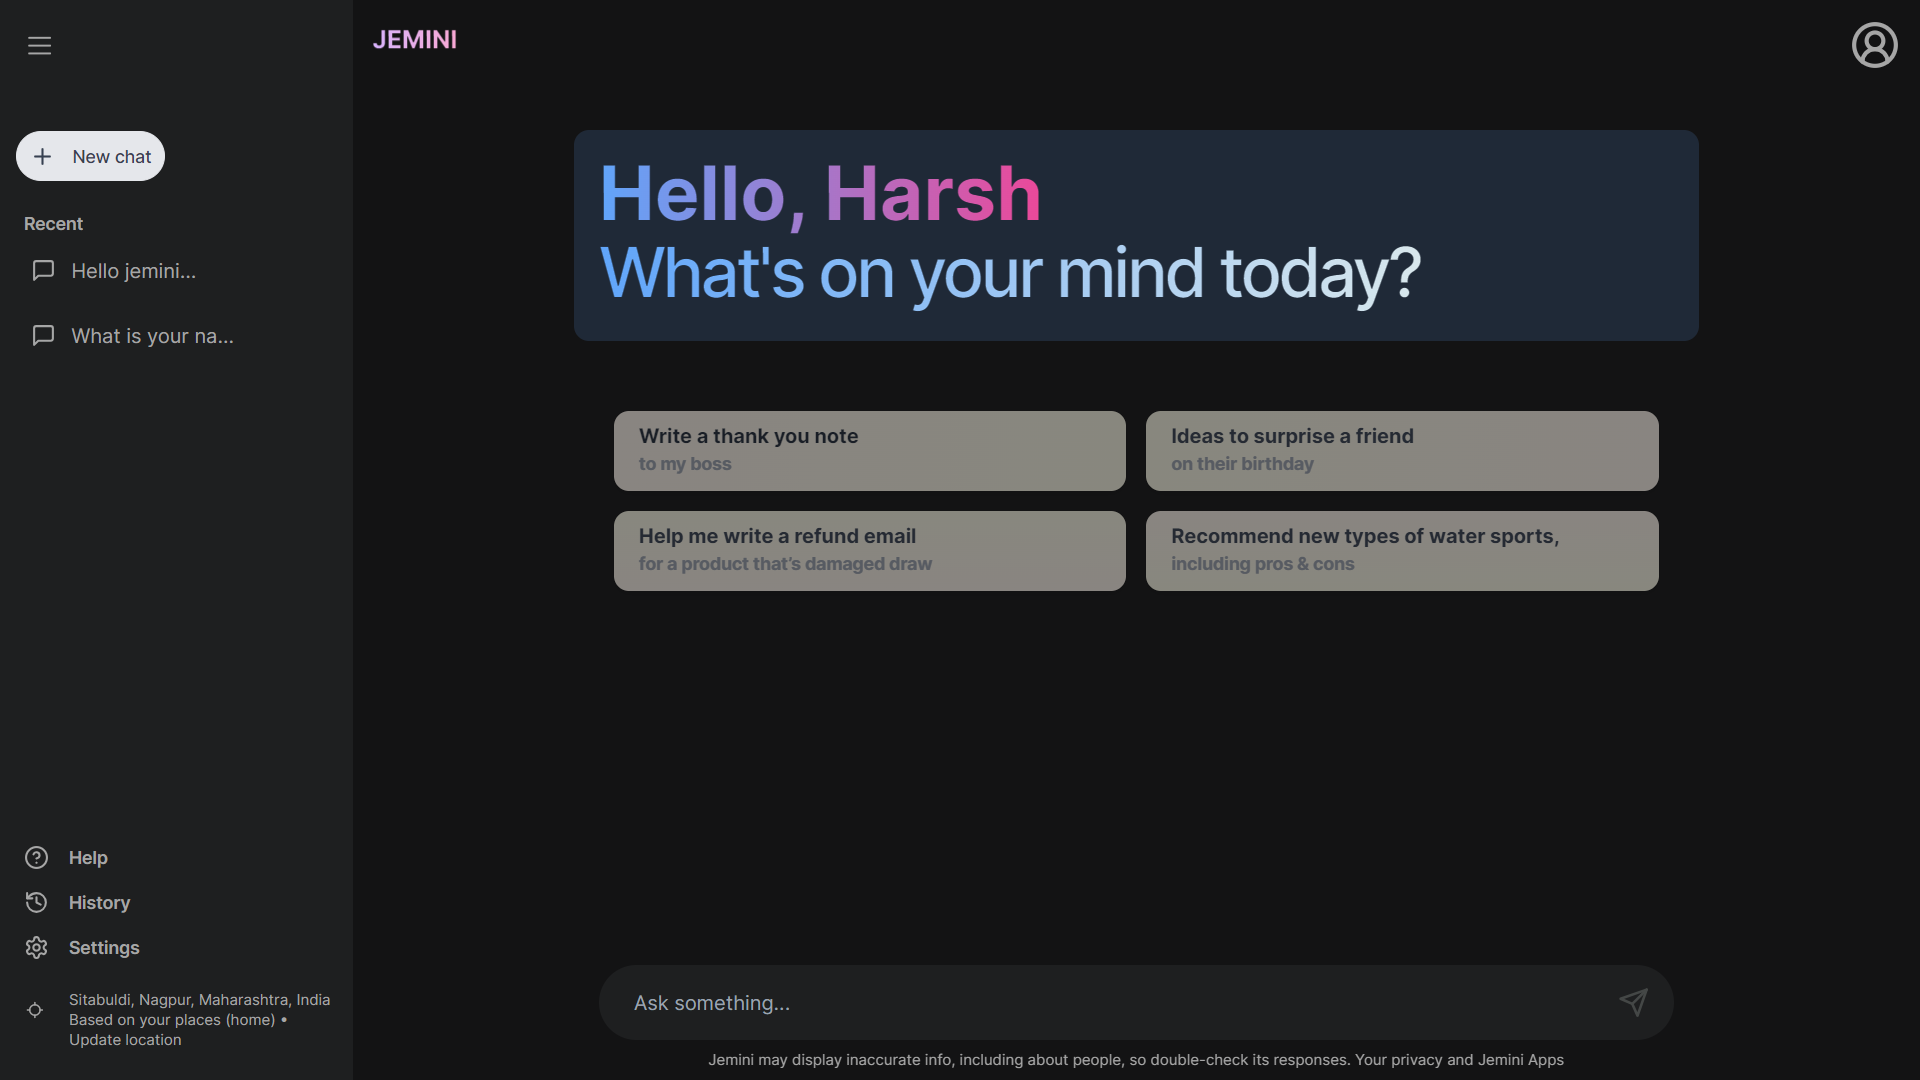 JEMINI
New chat
Recent
Hello jemini...
What is your na...
Help
History
Settings
Sitabuldi, Nagpur, Maharashtra, India
Based on your places (home) •
Update location
Hello, Harsh
What's on your mind today?
Write a thank you note
to my boss
Ideas to surprise a friend
on their birthday
Help me write a refund email
for a product that’s damaged draw
Recommend new types of water sports,
including pros & cons
Ask something...
Jemini may display inaccurate info, including about people, so double-check its responses. Your privacy and Jemini Apps